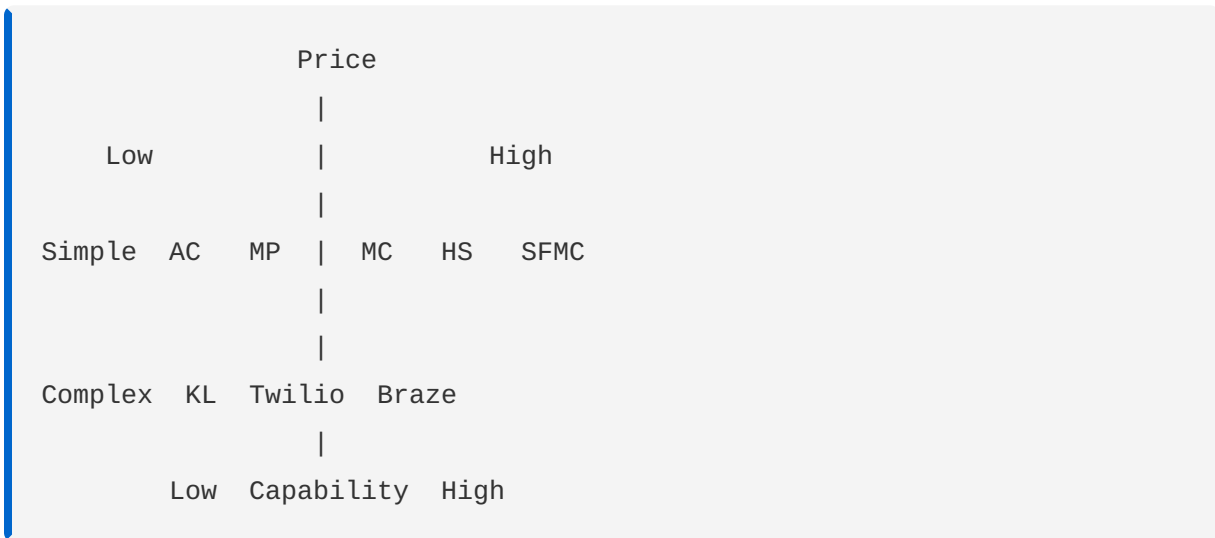 Price
|
Low | High
|
Simple AC MP | MC HS SFMC
|
|
Complex KL Twilio Braze
|
Low Capability High